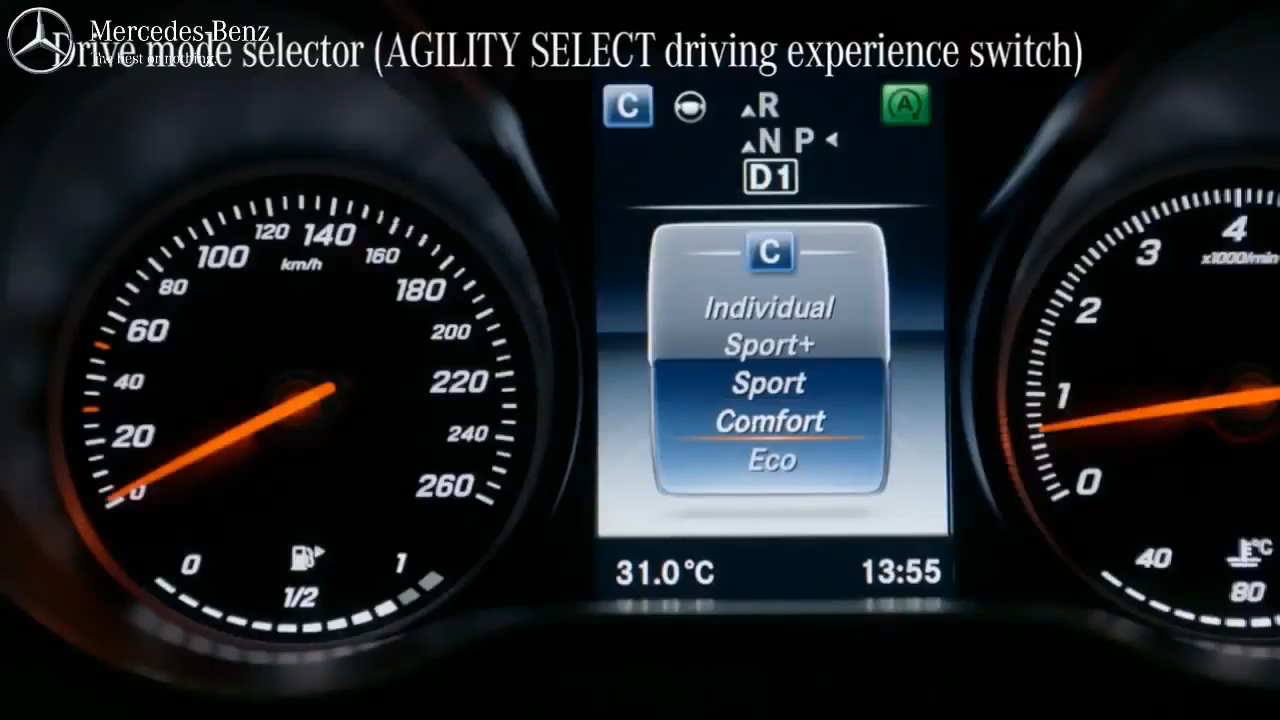 Mercedes-Benz
The best or nothing.
Drive mode selector (AGILITY SELECT driving experience switch)
C
R
A
N P
D1
C
Individual
Sport+
Sport
Comfort
Eco
31.0°C 13:55
0
20
40
60
80
100
120
140
160
180
200
220
240
260
km/h
0
1/2
1
0
1
2
3
4
x1000/min
40
80
°C